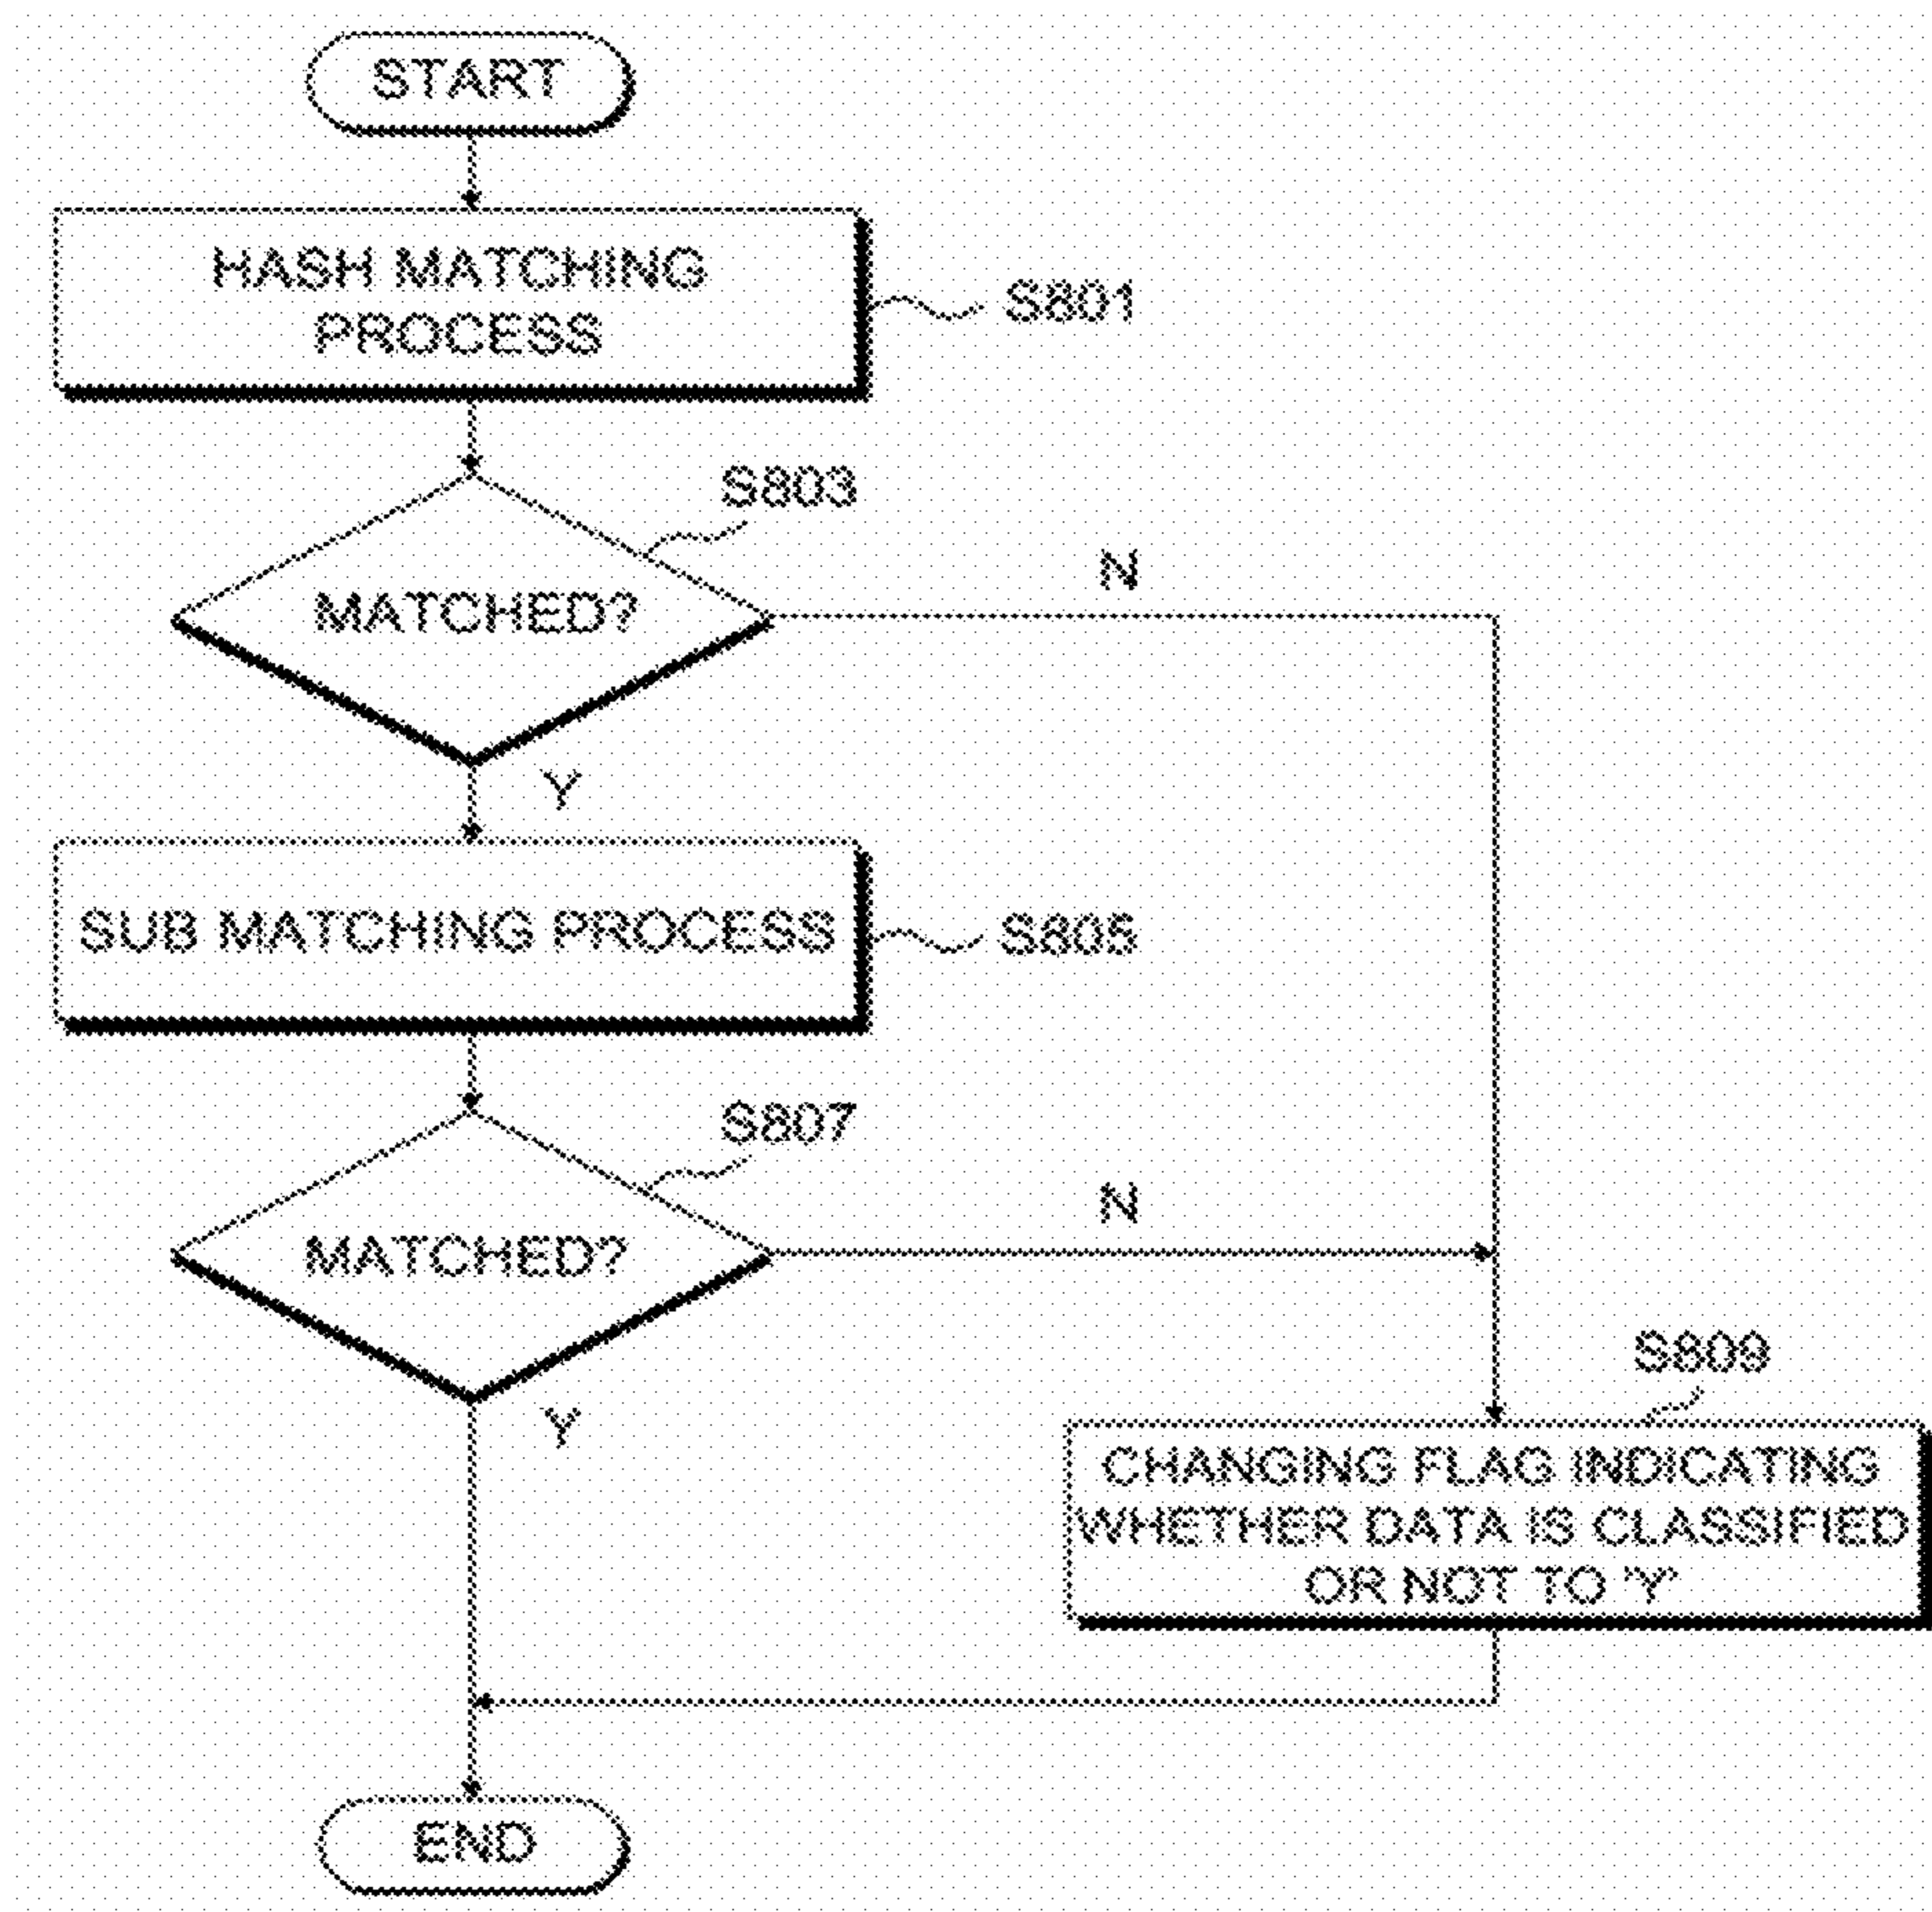 START
HASH MATCHING
PROCESS
S801
S803
MATCHED?
N
Y
SUB MATCHING PROCESS
S805
S807
MATCHED?
N
Y
S809
CHANGING FLAG INDICATING
WHETHER DATA IS CLASSIFIED
OR NOT TO 'Y'
END